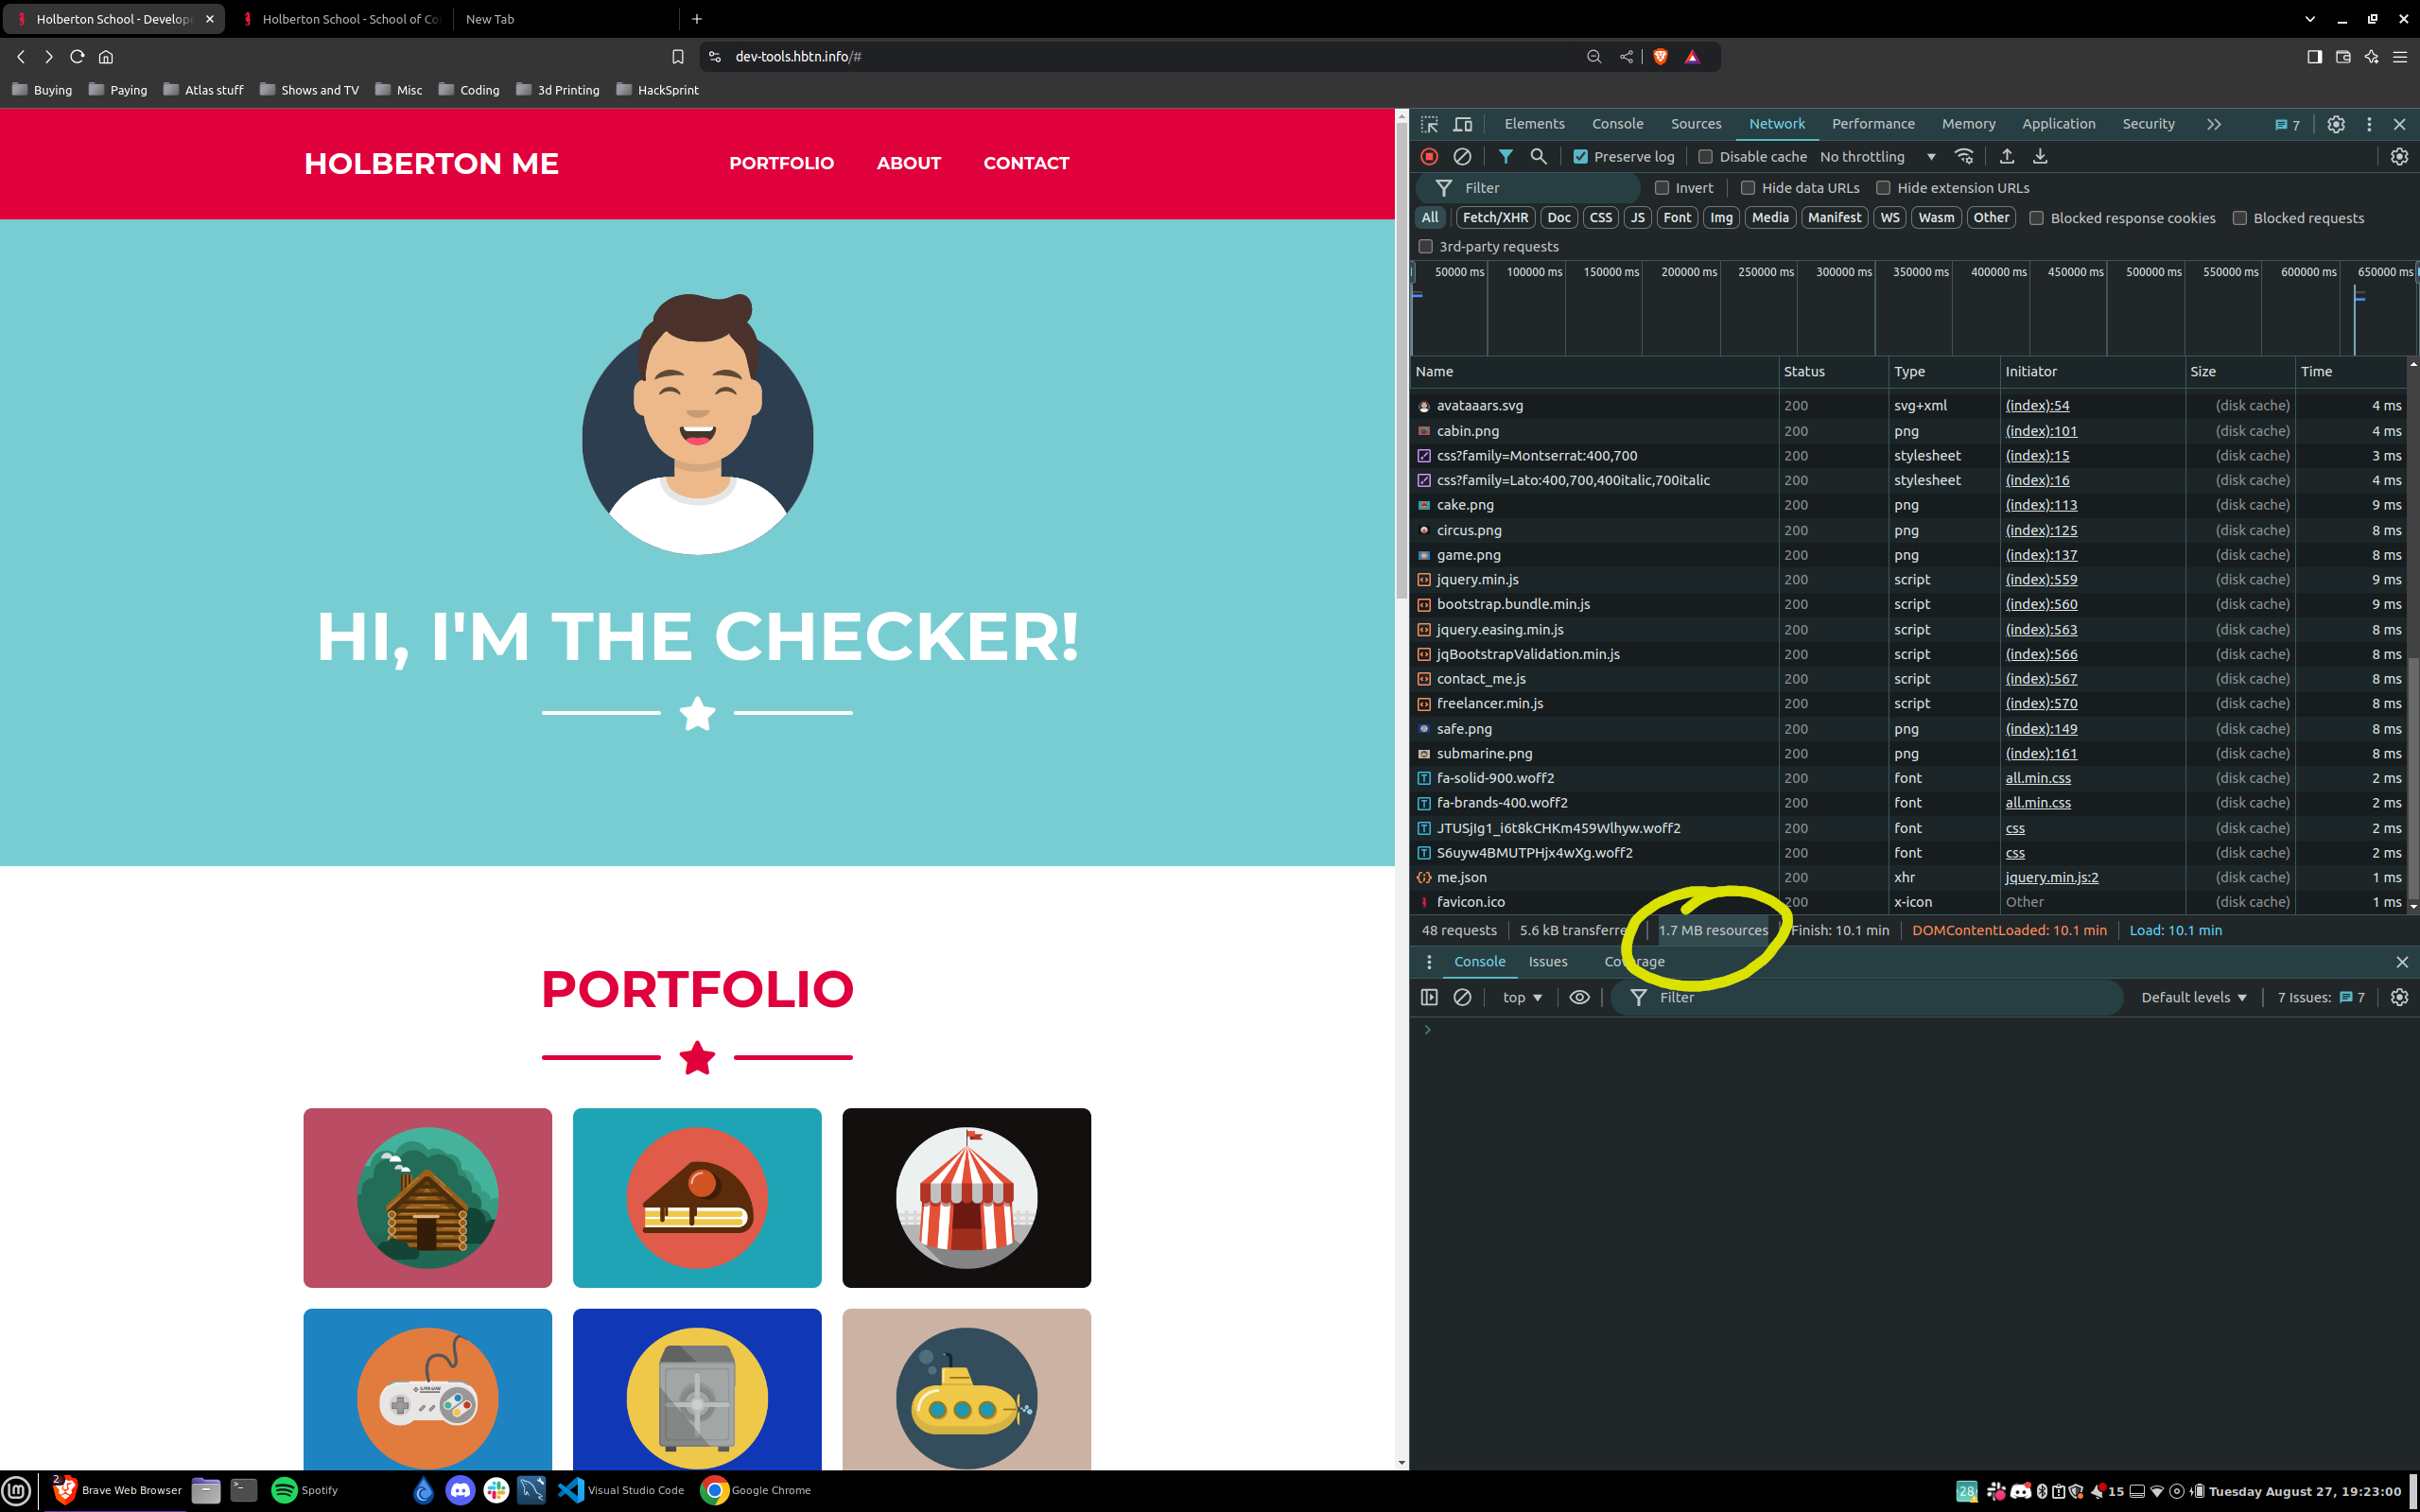 Holberton School - Develope
Holberton School - School of Co
New Tab
dev-tools.hbtn.info/#
Buying Paying Atlas stuff Shows and TV Misc Coding 3d Printing HackSprint
HOLBERTON ME
PORTFOLIO ABOUT CONTACT
HI, I'M THE CHECKER!
PORTFOLIO
Elements Console Sources Network Performance Memory Application Security 7
Preserve log Disable cache No throttling
Filter Invert Hide data URLs Hide extension URLs
All Fetch/XHR Doc CSS JS Font Img Media Manifest WS Wasm Other Blocked response cookies Blocked requests
3rd-party requests
50000 ms 100000 ms 150000 ms 200000 ms 250000 ms 300000 ms 350000 ms 400000 ms 450000 ms 500000 ms 550000 ms 600000 ms 650000 ms
Name Status Type Initiator Size Time
avataaars.svg 200 svg+xml (index):54 (disk cache) 4 ms
cabin.png 200 png (index):101 (disk cache) 4 ms
css?family=Montserrat:400,700 200 stylesheet (index):15 (disk cache) 3 ms
css?family=Lato:400,700,400italic,700italic 200 stylesheet (index):16 (disk cache) 4 ms
cake.png 200 png (index):113 (disk cache) 9 ms
circus.png 200 png (index):125 (disk cache) 8 ms
game.png 200 png (index):137 (disk cache) 8 ms
jquery.min.js 200 script (index):559 (disk cache) 9 ms
bootstrap.bundle.min.js 200 script (index):560 (disk cache) 9 ms
jquery.easing.min.js 200 script (index):563 (disk cache) 8 ms
jqBootstrapValidation.min.js 200 script (index):566 (disk cache) 8 ms
contact_me.js 200 script (index):567 (disk cache) 8 ms
freelancer.min.js 200 script (index):570 (disk cache) 8 ms
safe.png 200 png (index):149 (disk cache) 8 ms
submarine.png 200 png (index):161 (disk cache) 8 ms
fa-solid-900.woff2 200 font all.min.css (disk cache) 2 ms
fa-brands-400.woff2 200 font all.min.css (disk cache) 2 ms
JTUSjIg1_i6t8kCHKm459Wlhyw.woff2 200 font css (disk cache) 2 ms
S6uyw4BMUTPHjx4wXg.woff2 200 font css (disk cache) 2 ms
me.json 200 xhr jquery.min.js:2 (disk cache) 1 ms
favicon.ico 200 x-icon Other (disk cache) 1 ms
48 requests 5.6 kB transferre 1.7 MB resources Finish: 10.1 min DOMContentLoaded: 10.1 min Load: 10.1 min
Console Issues Coverage
top Filter Default levels 7 Issues: 7
2 Brave Web Browser Spotify Visual Studio Code Google Chrome 28 15 Tuesday August 27, 19:23:00